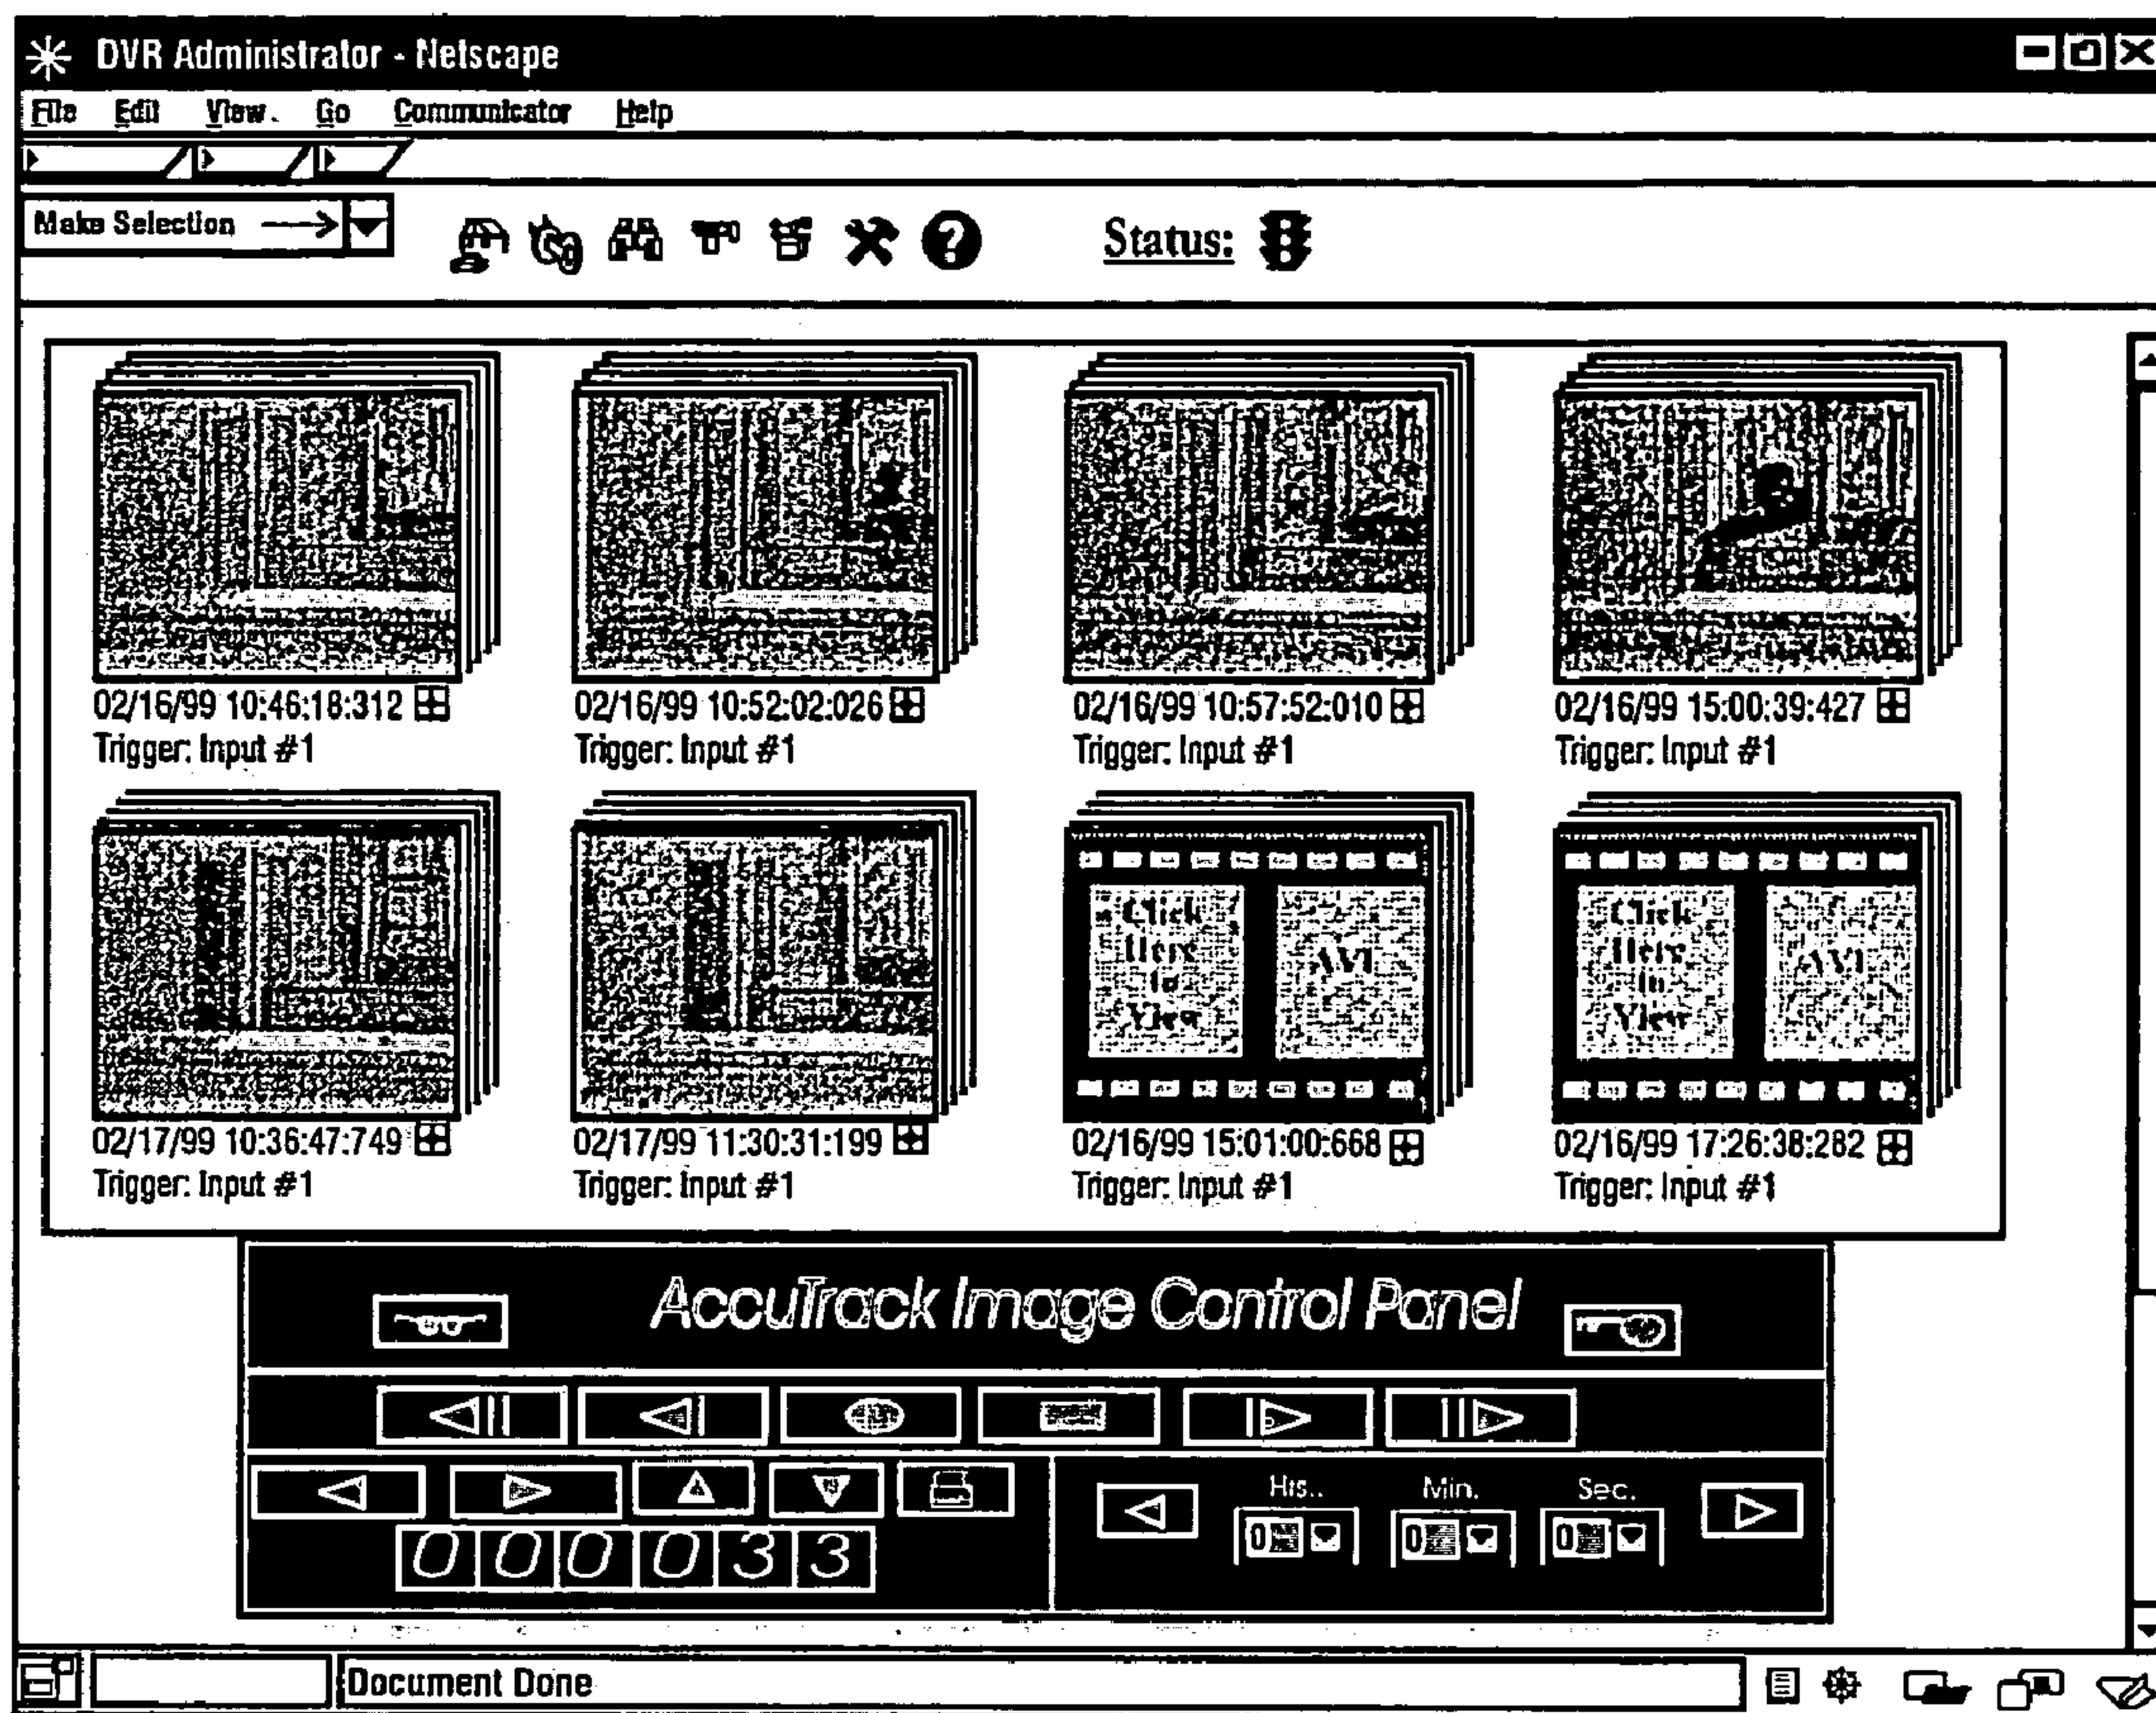 DVR Administrator - Netscape
File Edit View. Go Communicator Help
Make Selection
Status:
02/16/99 10:46:18:312 02/16/99 10:52:02:026 02/16/99 10:57:52:010 02/16/99 15:00:39:427
Trigger: Input #1 Trigger: Input #1 Trigger: Input #1 Trigger: Input #1
Click Click
Here Here
to AVI to AVI
View View
02/17/99 10:36:47:749 02/17/99 11:30:31:199 02/16/99 15:01:00:668 02/16/99 17:26:38:282
Trigger: Input #1 Trigger: Input #1 Trigger: Input #1 Trigger: Input #1
AccuTrack Image Control Panel
Hrs.. Min. Sec.
0 0 0
000033
Document Done